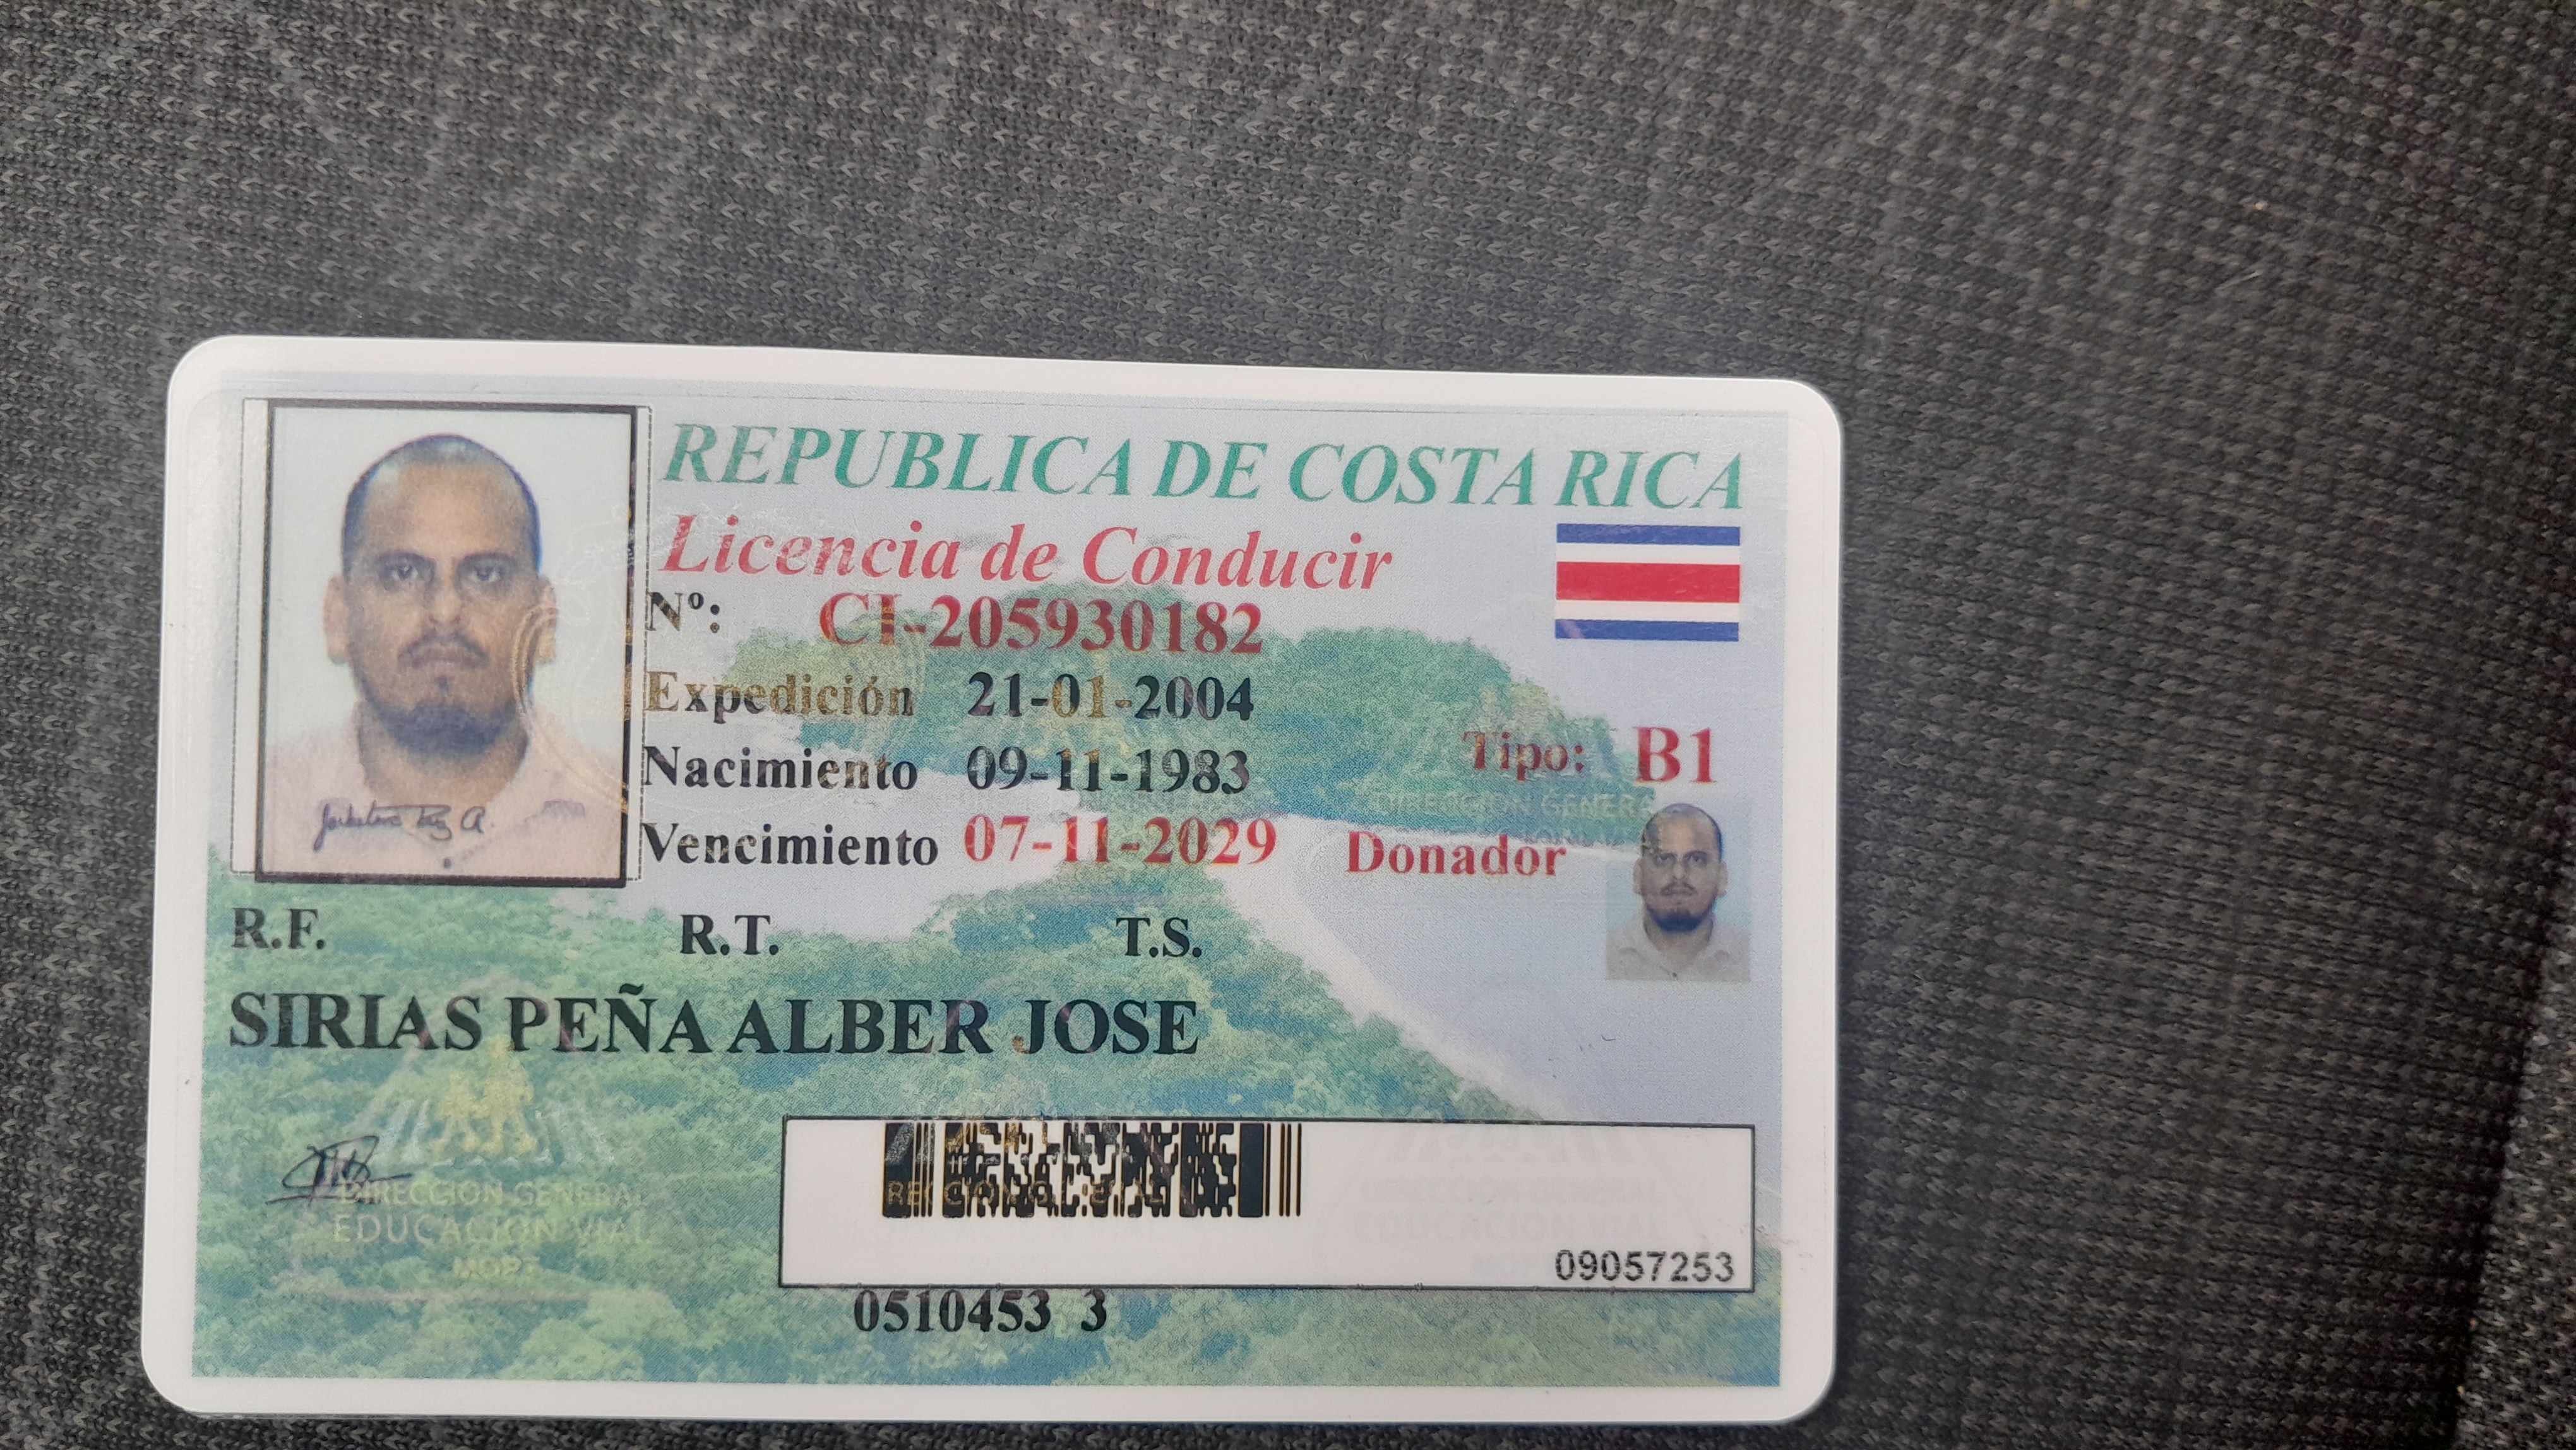 REPUBLICA DE COSTA RICA
Licencia de Conducir
Nº: CI-205930182
Expedición 21-01-2004
Nacimiento 09-11-1983
Tipo: B1
Vencimiento 07-11-2029
Donador
R.F. R.T. T.S.
SIRIAS PEÑA ALBER JOSE
DIRECCION GENERAL
EDUCACION VIAL
MOPT
09057253
0510453 3